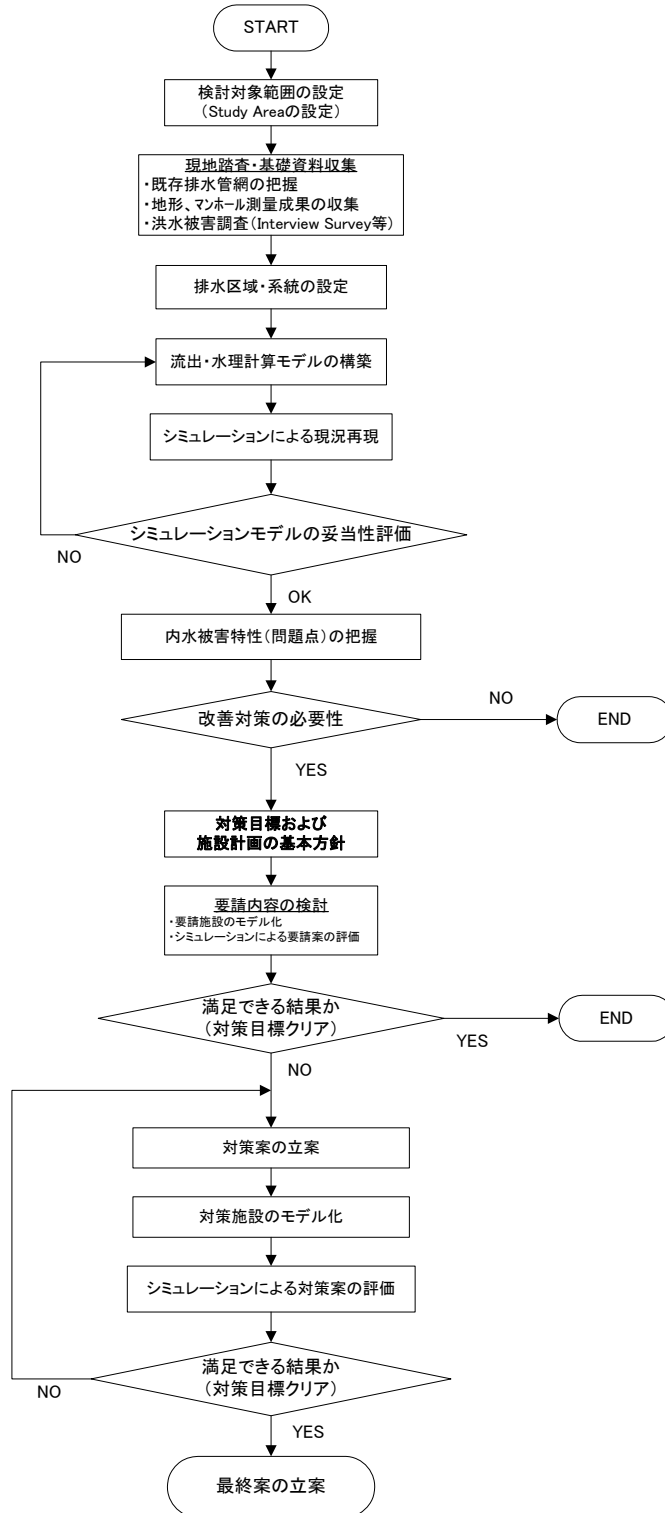 START
検討対象範囲の設定
(Study Areaの設定)
現地踏査・基礎資料収集
・既存排水管網の把握
・地形、マンホール測量成果の収集
・洪水被害調査(Interview Survey等)
排水区域・系統の設定
流出・水理計算モデルの構築
シミュレーションによる現況再現
シミュレーションモデルの妥当性評価
NO
OK
内水被害特性(問題点)の把握
改善対策の必要性
NO
END
YES
対策目標および
施設計画の基本方針
要請内容の検討
・要請施設のモデル化
・シミュレーションによる要請案の評価
満足できる結果か
(対策目標クリア)
END
YES
NO
対策案の立案
対策施設のモデル化
シミュレーションによる対策案の評価
満足できる結果か
(対策目標クリア)
NO
YES
最終案の立案